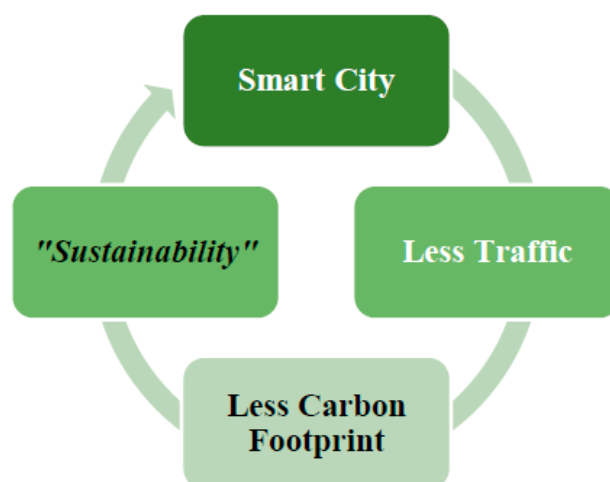 Smart City
Less Traffic
Less Carbon
Footprint
"Sustainability"